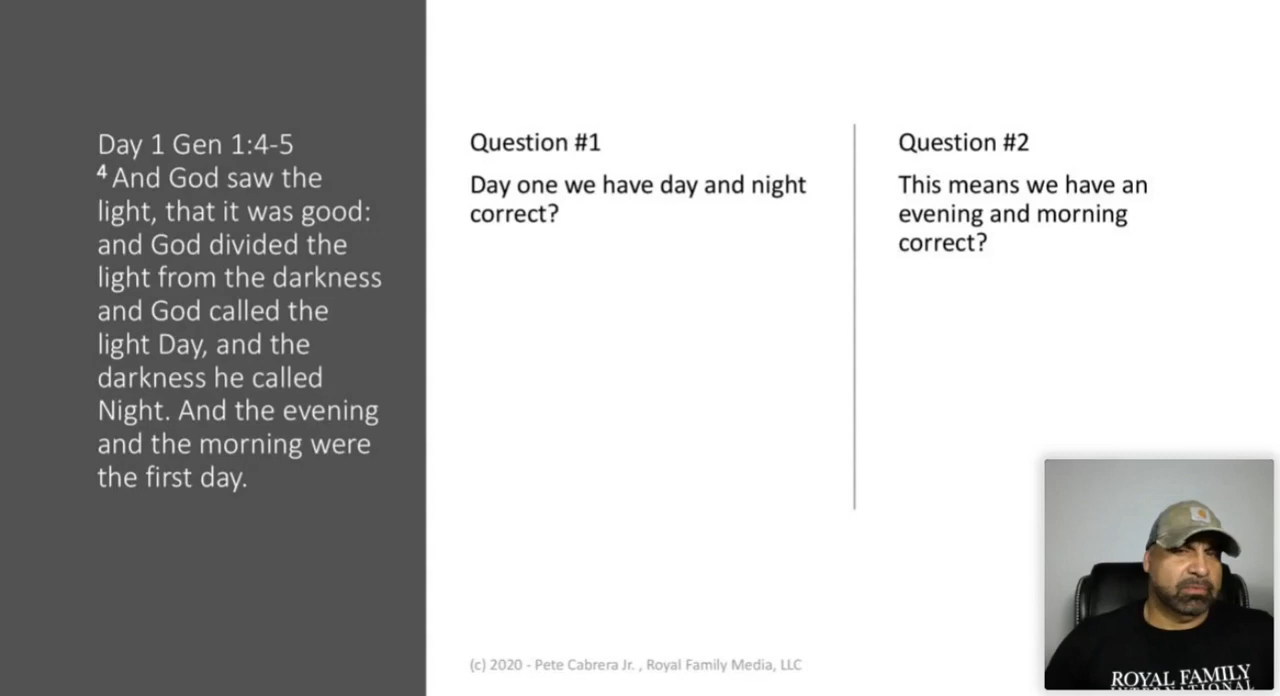 Day 1 Gen 1:4-5
4 And God saw the
light, that it was good:
and God divided the
light from the darkness
and God called the
light Day, and the
darkness he called
Night. And the evening
and the morning were
the first day.
Question #1
Day one we have day and night
correct?
Question #2
This means we have an
evening and morning
correct?
(c) 2020 - Pete Cabrera Jr. , Royal Family Media, LLC
ROYAL FAMILY
INTERNATIONAL